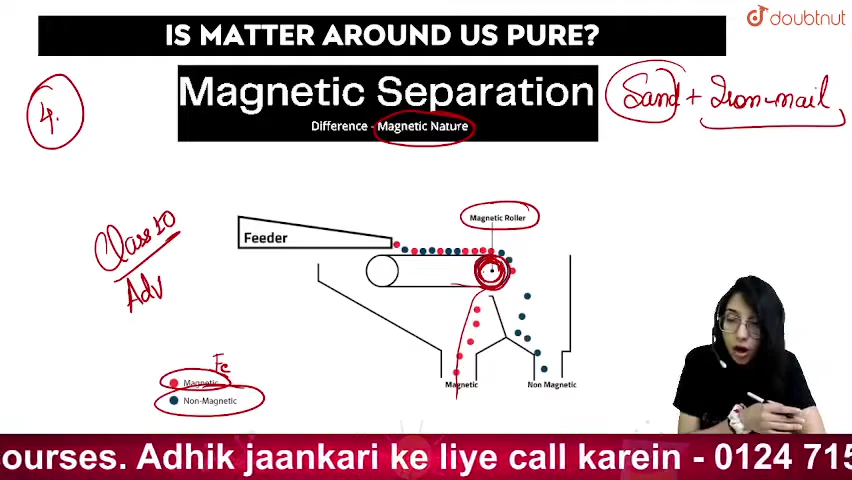 doubtnut
IS MATTER AROUND US PURE?
Magnetic Separation
Difference - Magnetic Nature
4.
Sand + Iron-nail
Magnetic Roller
Feeder
Class 10
Adv
Fe
Magnetic
Non-Magnetic
Magnetic
Non Magnetic
ourses. Adhik jaankari ke liye call karein - 0124 715